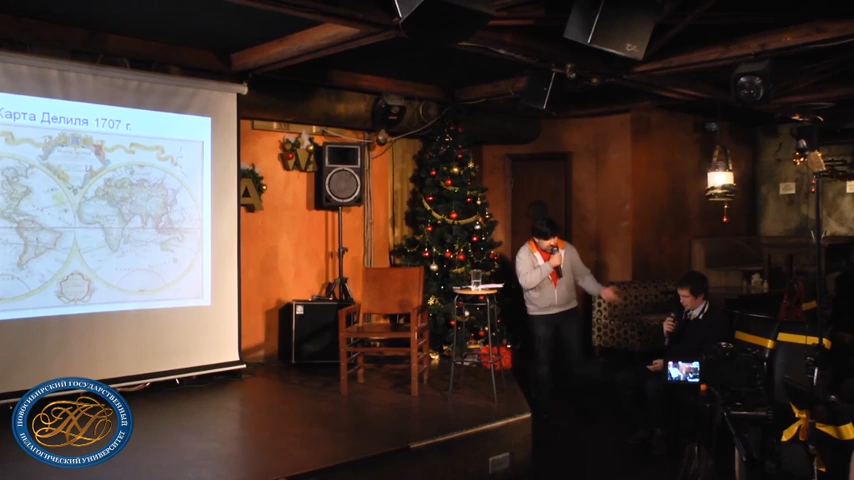 Карта Делиля 1707 г.
A
НОВОСИБИРСКИЙ ГОСУДАРСТВЕННЫЙ
ПЕДАГОГИЧЕСКИЙ УНИВЕРСИТЕТ